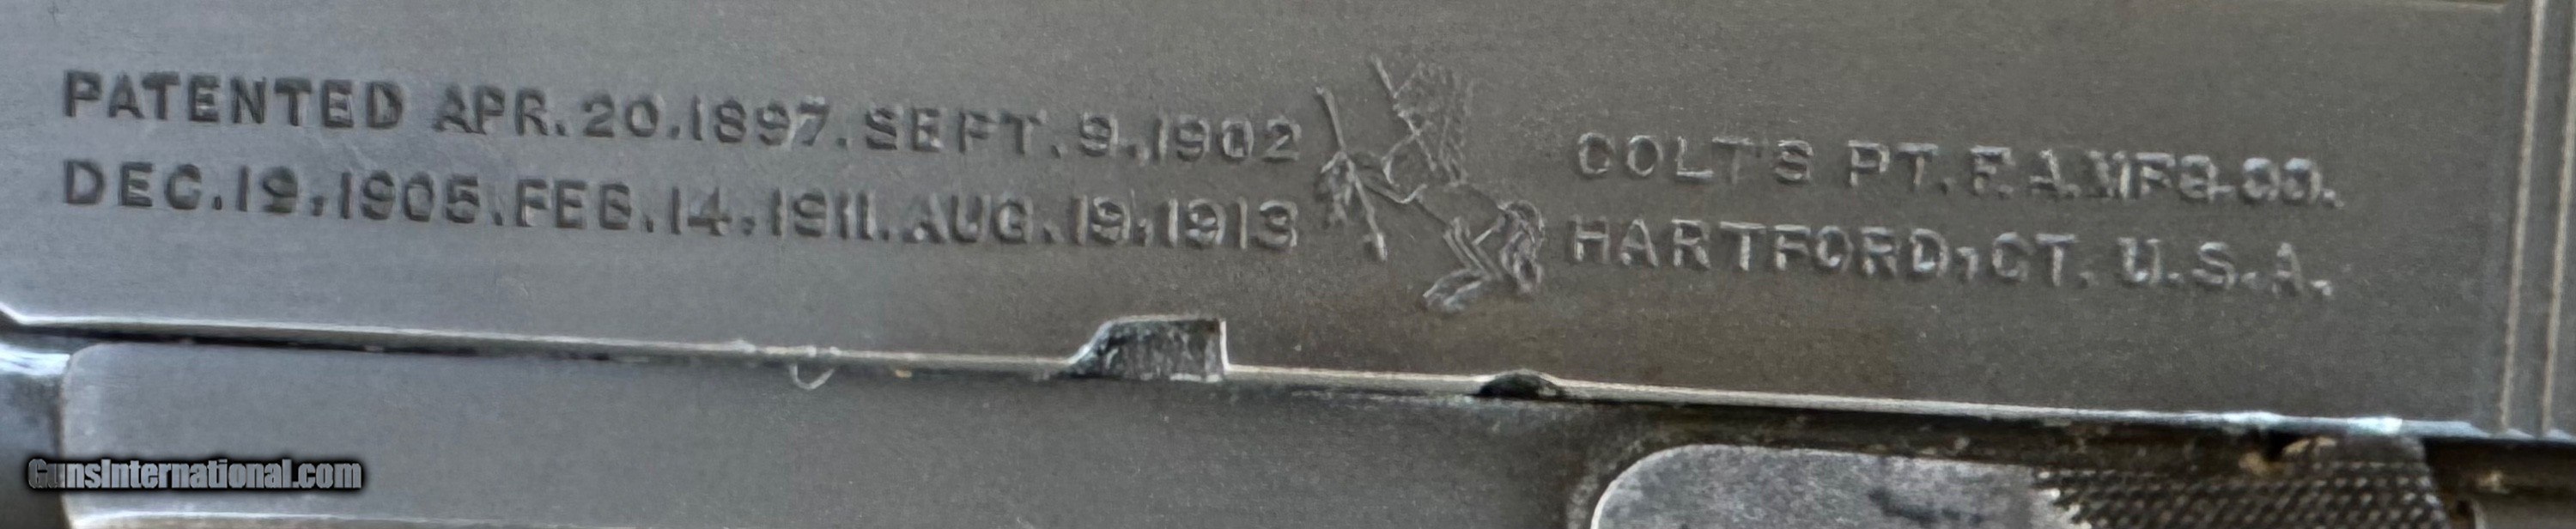 PATENTED APR.20.1897.SEPT.9.1902
DEC.19,1905.FEB.14,1911.AUG.19,1913
COLT'S PT.F.A.MFG.CO.
HARTFORD,CT. U.S.A.
GunsInternational.com